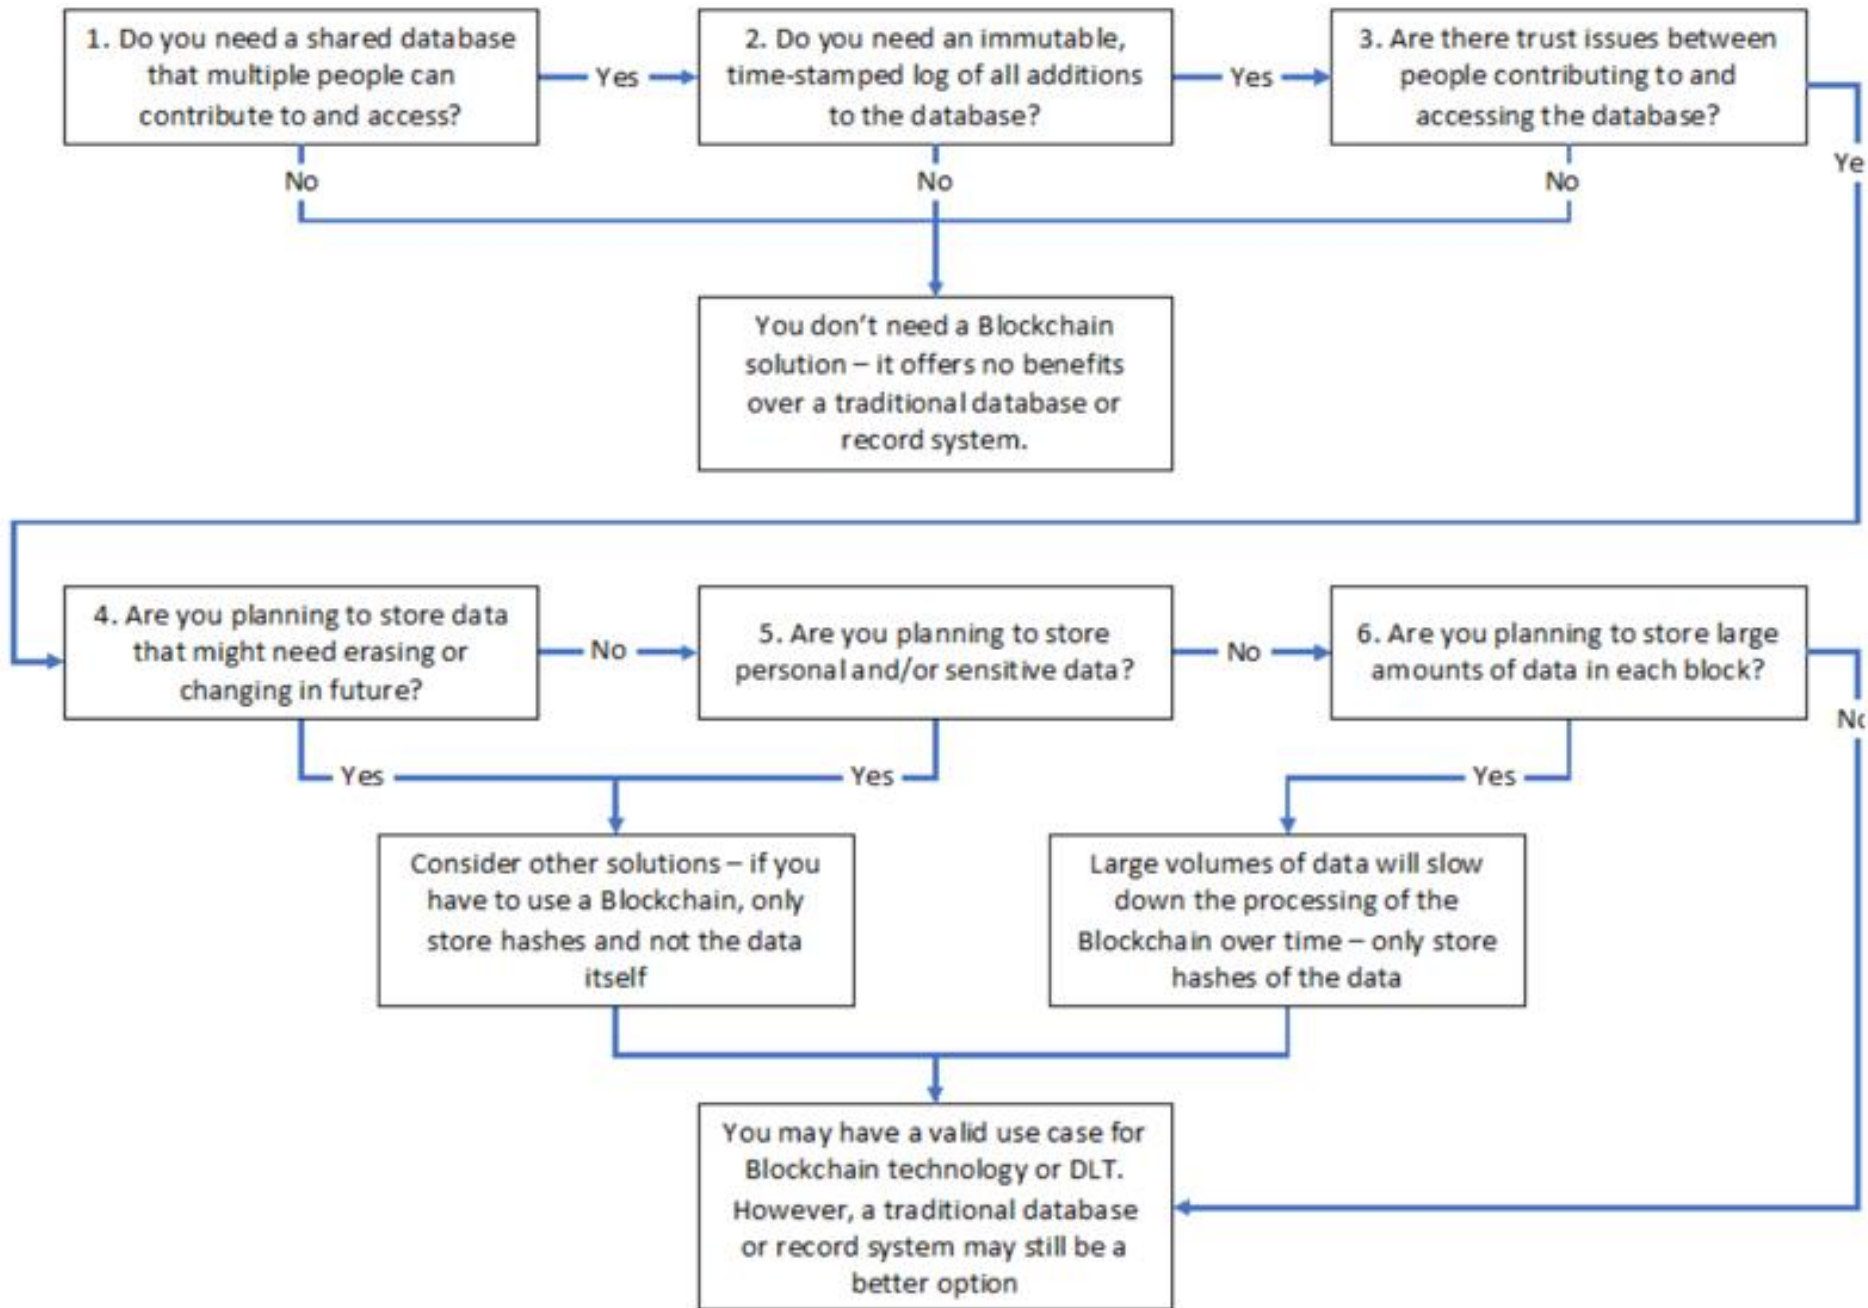 1. Do you need a shared database
that multiple people can
contribute to and access?
Yes
2. Do you need an immutable,
time-stamped log of all additions
to the database?
Yes
3. Are there trust issues between
people contributing to and
accessing the database?
Ye
No
No
No
You don’t need a Blockchain
solution – it offers no benefits
over a traditional database or
record system.
4. Are you planning to store data
that might need erasing or
changing in future?
No
5. Are you planning to store
personal and/or sensitive data?
No
6. Are you planning to store large
amounts of data in each block?
No
Yes
Yes
Yes
Consider other solutions – if you
have to use a Blockchain, only
store hashes and not the data
itself
Large volumes of data will slow
down the processing of the
Blockchain over time – only store
hashes of the data
You may have a valid use case for
Blockchain technology or DLT.
However, a traditional database
or record system may still be a
better option